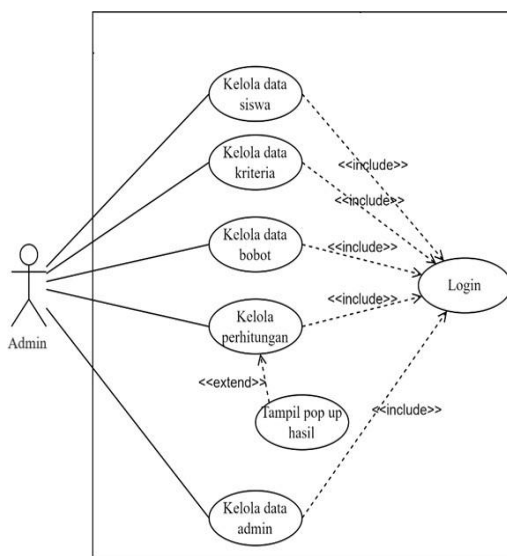 Kelola data
siswa
<<include>>
Kelola data
kriteria
<<include>>
Kelola data
bobot
<<include>>
Login
Admin
Kelola
perhitungan
<<include>>
<<extend>>
Tampil pop up
hasil
<<include>>
Kelola data
admin